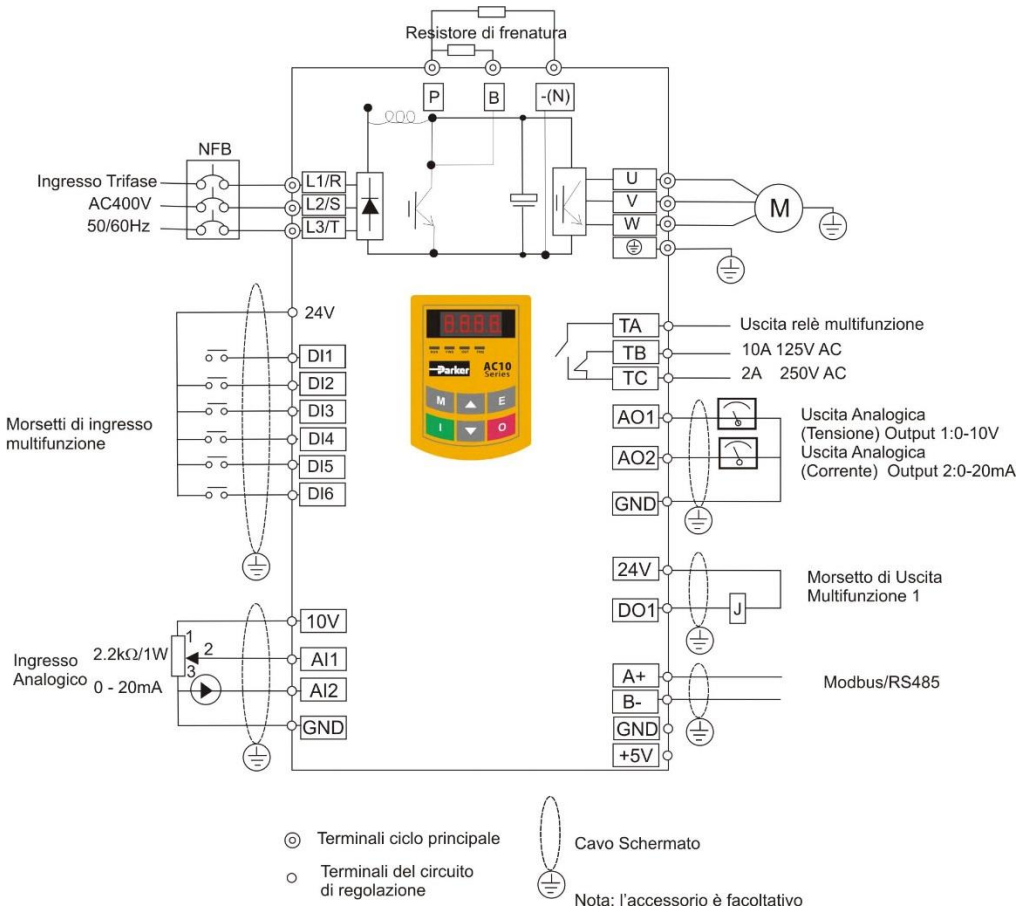 Resistore di frenatura
P
B
-(N)
NFB
Ingresso Trifase
AC400V
50/60Hz
L1/R
L2/S
L3/T
U
V
W
M
24V
DI1
DI2
DI3
DI4
DI5
DI6
Morsetti di ingresso
multifunzione
8.8.8.8.
Parker
AC10
Series
M
E
I
O
TA
TB
TC
Uscita relè multifunzione
10A 125V AC
2A 250V AC
AO1
AO2
GND
Uscita Analogica
(Tensione) Output 1:0-10V
Uscita Analogica
(Corrente) Output 2:0-20mA
24V
DO1
J
Morsetto di Uscita
Multifunzione 1
Ingresso
Analogico
2.2kΩ/1W
0 - 20mA
1
2
3
10V
AI1
AI2
GND
A+
B-
GND
+5V
Modbus/RS485
Terminali ciclo principale
Terminali del circuito
di regolazione
Cavo Schermato
Nota: l'accessorio è facoltativo